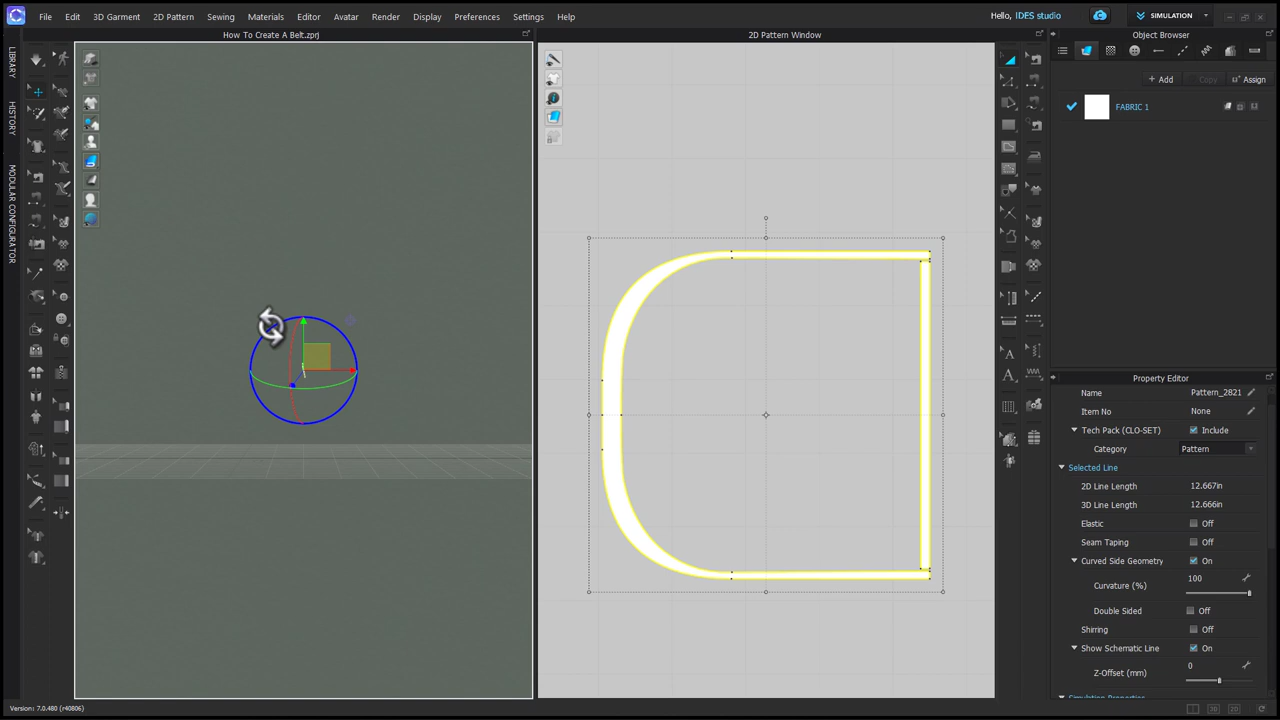 File Edit 3D Garment 2D Pattern Sewing Materials Editor Avatar Render Display Preferences Settings Help
Hello, IDES studio
SIMULATION
How To Create A Belt.zprj
2D Pattern Window
Object Browser
LIBRARY
HISTORY
MODULAR CONFIGURATOR
+ Add
Copy
Assign
FABRIC 1
Property Editor
Name Pattern_2821
Item No None
Tech Pack (CLO-SET) Include
Category Pattern
Selected Line
2D Line Length 12.667in
3D Line Length 12.666in
Elastic Off
Seam Taping Off
Curved Side Geometry On
Curvature (%) 100
Double Sided Off
Shirring Off
Show Schematic Line On
Z-Offset (mm) 0
Simulation Properties
Version: 7.0.480 (r40806)
3D
2D